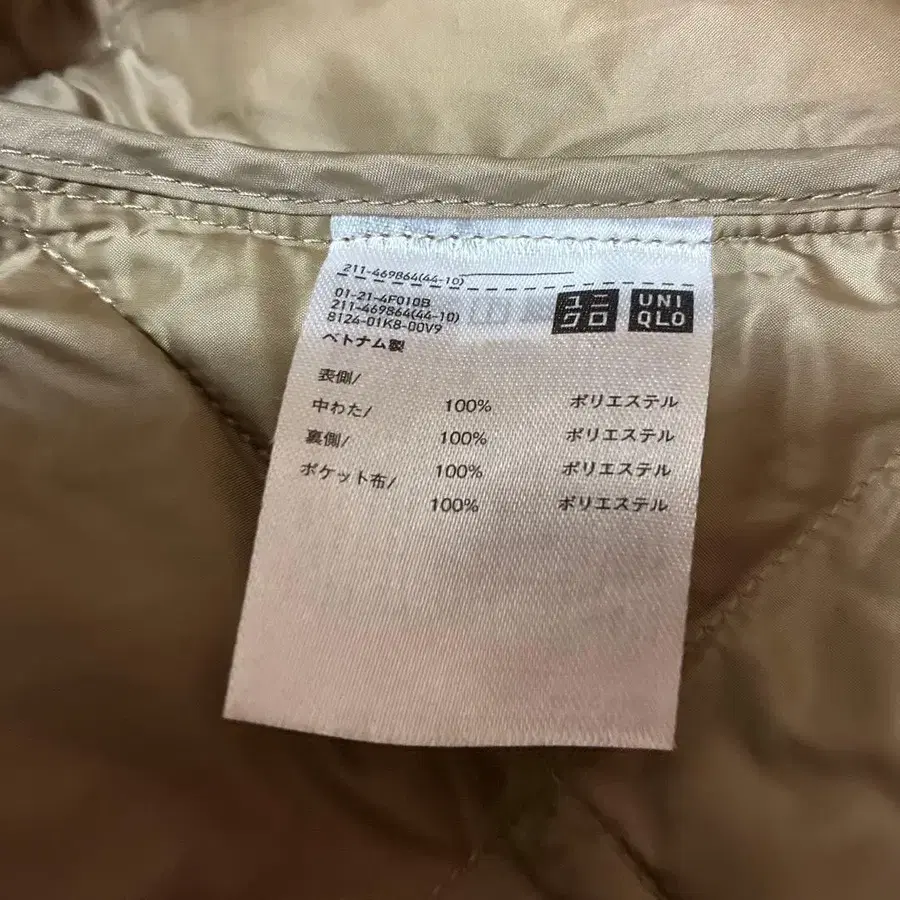 211-469864(44-10)
01-21-4F010B
211-469864(44-10)
8124-01K8-00V9
ユニ
クロ
UNI
QLO
ベトナム製
表側/ 100% ポリエステル
中わた/ 100% ポリエステル
裏側/ 100% ポリエステル
ポケット布/ 100% ポリエステル